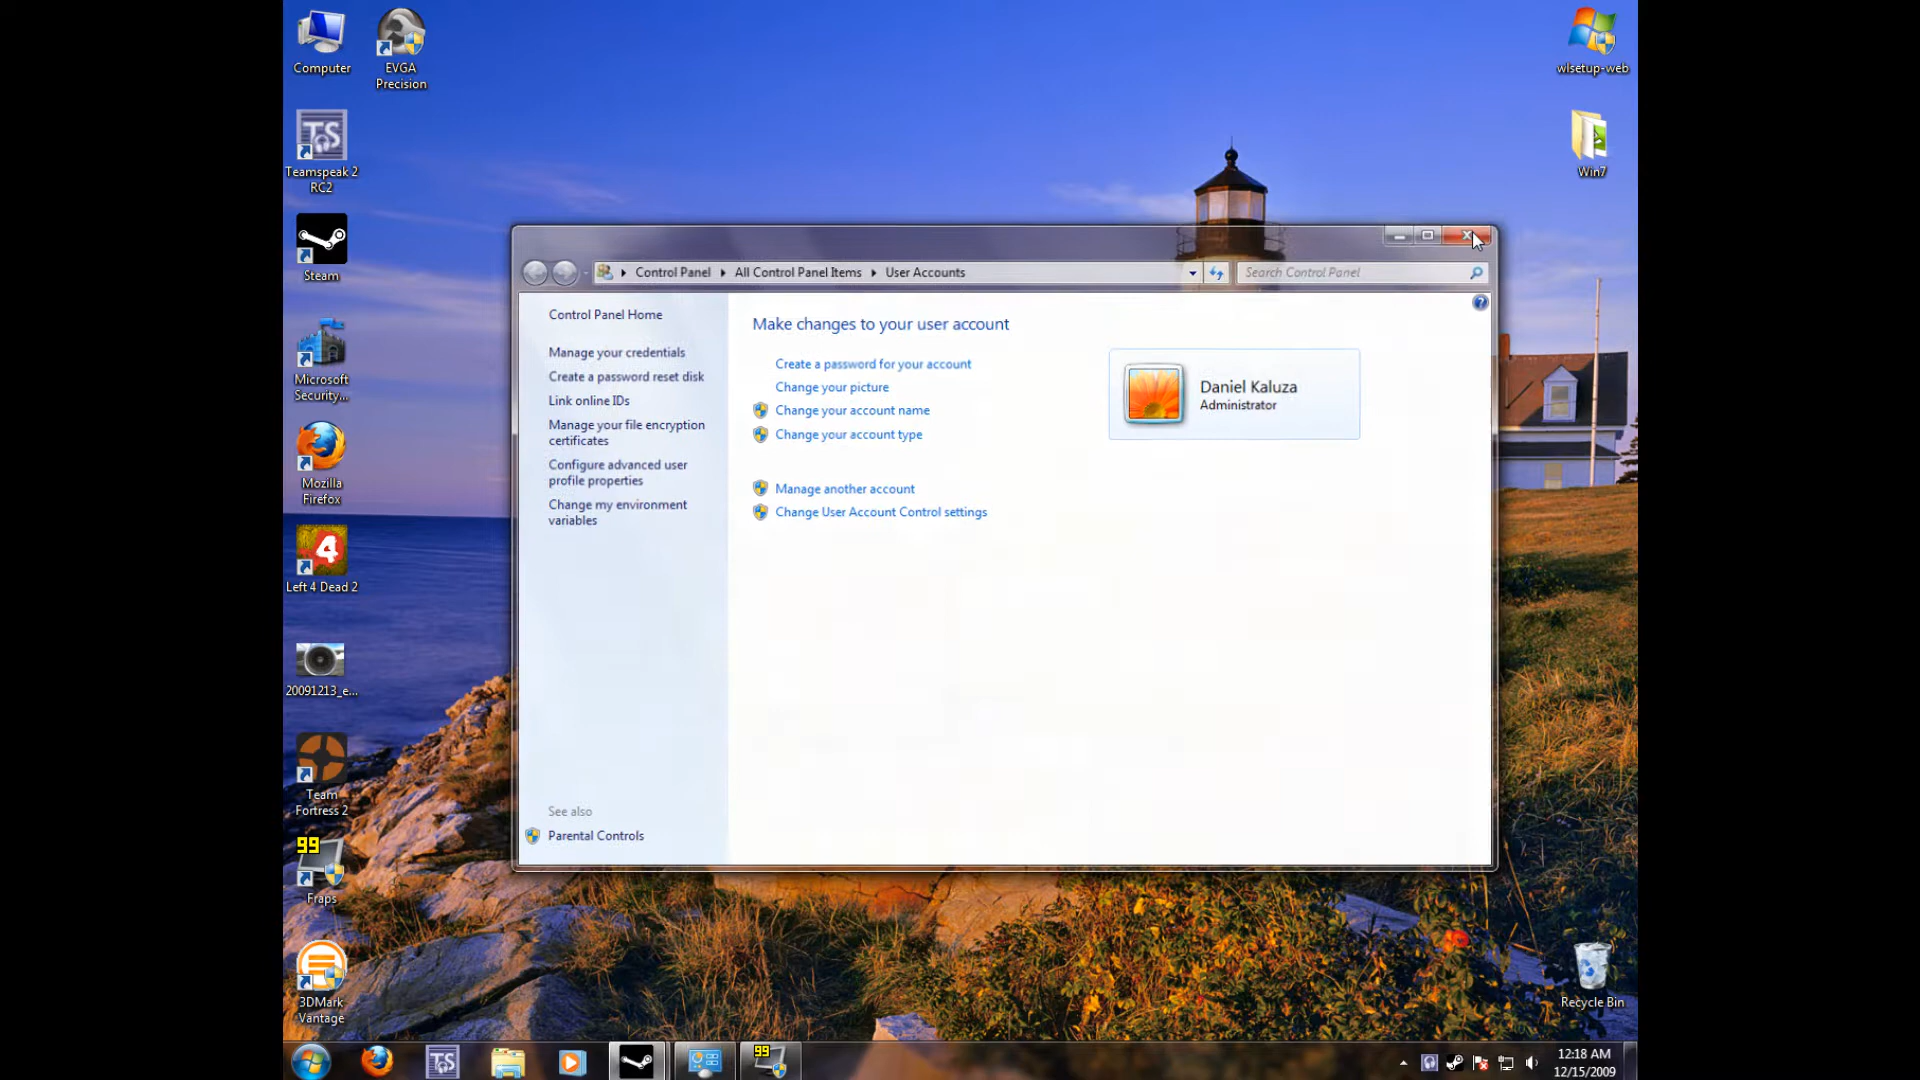 Computer
EVGA
Precision
Teamspeak 2
RC2
Steam
Microsoft
Security...
Mozilla
Firefox
4
Left 4 Dead 2
20091213_e...
Team
Fortress 2
99
Fraps
3DMark
Vantage
wlsetup-web
Win7
Recycle Bin
Control Panel
All Control Panel Items
User Accounts
Search Control Panel
Control Panel Home
Manage your credentials
Create a password reset disk
Link online IDs
Manage your file encryption
certificates
Configure advanced user
profile properties
Change my environment
variables
See also
Parental Controls
Make changes to your user account
Create a password for your account
Change your picture
Change your account name
Change your account type
Manage another account
Change User Account Control settings
Daniel Kaluza
Administrator
TS
99
12:18 AM
12/15/2009